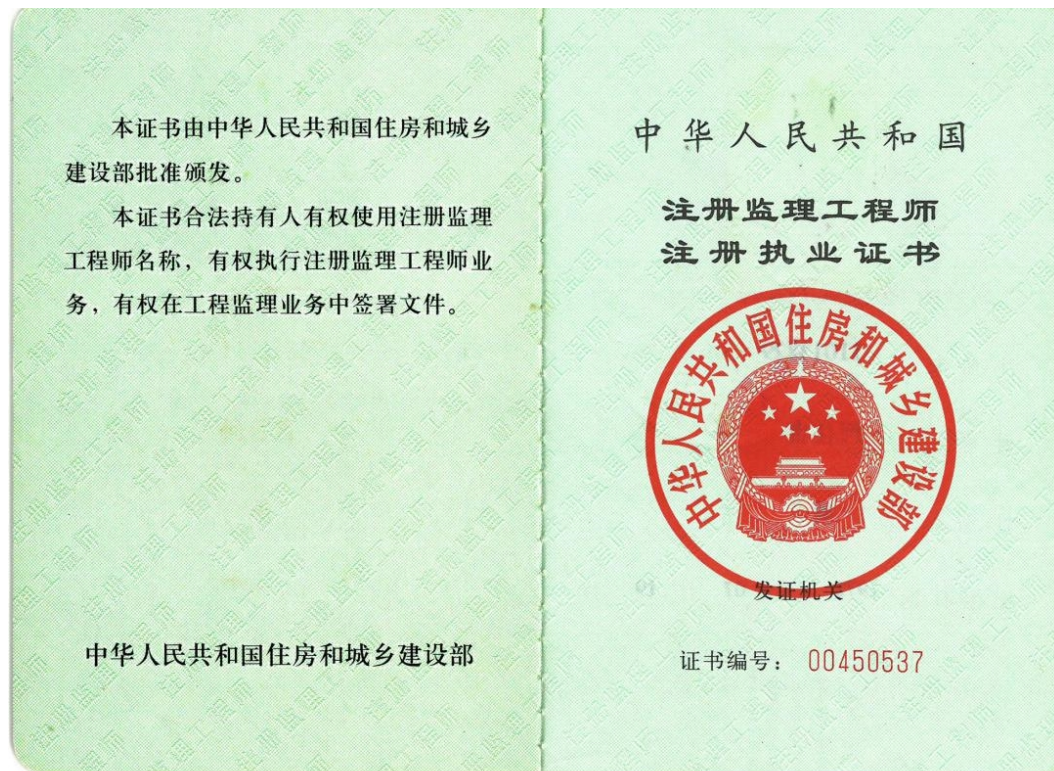 本证书由中华人民共和国住房和城乡
建设部批准颁发。
本证书合法持有人有权使用注册监理
工程师名称，有权执行注册监理工程师业
务，有权在工程监理业务中签署文件。
中华人民共和国住房和城乡建设部
中华人民共和国
注册监理工程师
注册执业证书
中华人民共和国住房和城乡建设部
发证机关
证书编号： 00450537